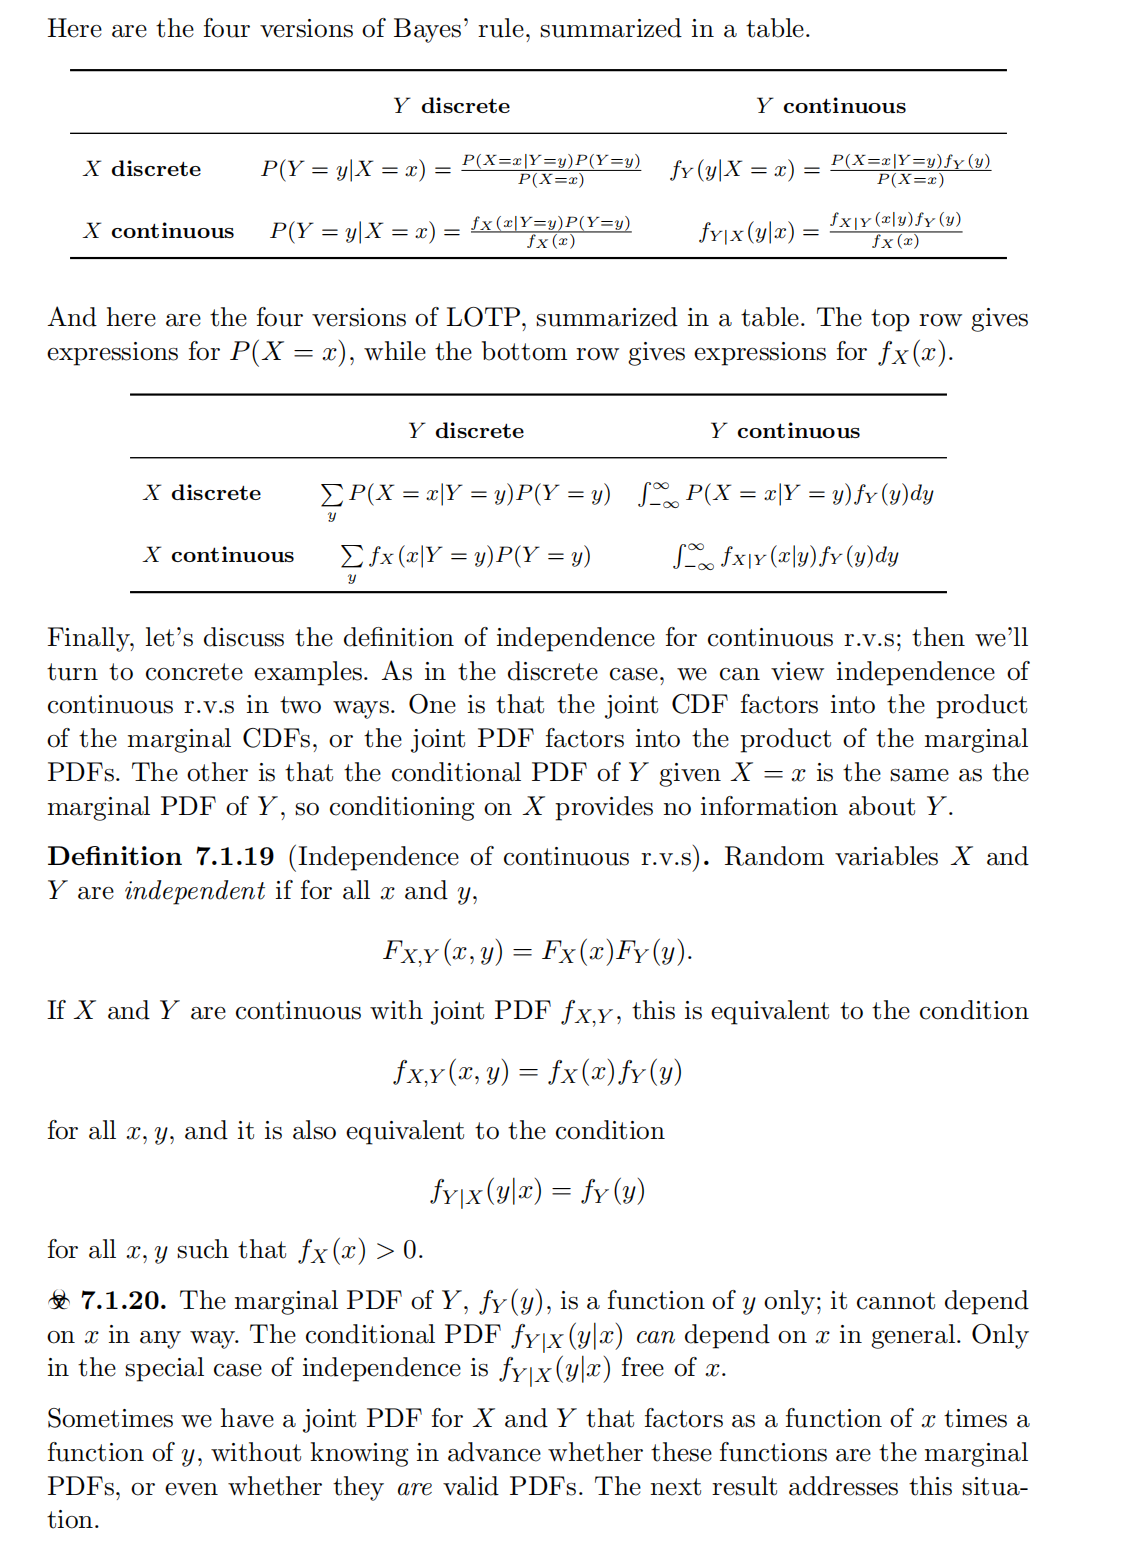 Here are the four versions of Bayes' rule, summarized in a table.
Y discrete Y continuous
X discrete P(Y = y|X = x) = P(X=x|Y=y)P(Y=y)/P(X=x) f_Y(y|X = x) = P(X=x|Y=y)f_Y(y)/P(X=x)
X continuous P(Y = y|X = x) = f_X(x|Y=y)P(Y=y)/f_X(x) f_{Y|X}(y|x) = f_{X|Y}(x|y)f_Y(y)/f_X(x)
And here are the four versions of LOTP, summarized in a table. The top row gives
expressions for P(X = x), while the bottom row gives expressions for f_X(x).
Y discrete Y continuous
X discrete ∑_y P(X = x|Y = y)P(Y = y) ∫_{-∞}^{∞} P(X = x|Y = y)f_Y(y)dy
X continuous ∑_y f_X(x|Y = y)P(Y = y) ∫_{-∞}^{∞} f_{X|Y}(x|y)f_Y(y)dy
Finally, let's discuss the definition of independence for continuous r.v.s; then we'll
turn to concrete examples. As in the discrete case, we can view independence of
continuous r.v.s in two ways. One is that the joint CDF factors into the product
of the marginal CDFs, or the joint PDF factors into the product of the marginal
PDFs. The other is that the conditional PDF of Y given X = x is the same as the
marginal PDF of Y, so conditioning on X provides no information about Y.
Definition 7.1.19 (Independence of continuous r.v.s). Random variables X and
Y are independent if for all x and y,
F_{X,Y}(x, y) = F_X(x)F_Y(y).
If X and Y are continuous with joint PDF f_{X,Y}, this is equivalent to the condition
f_{X,Y}(x, y) = f_X(x)f_Y(y)
for all x, y, and it is also equivalent to the condition
f_{Y|X}(y|x) = f_Y(y)
for all x, y such that f_X(x) > 0.
☣ 7.1.20. The marginal PDF of Y, f_Y(y), is a function of y only; it cannot depend
on x in any way. The conditional PDF f_{Y|X}(y|x) can depend on x in general. Only
in the special case of independence is f_{Y|X}(y|x) free of x.
Sometimes we have a joint PDF for X and Y that factors as a function of x times a
function of y, without knowing in advance whether these functions are the marginal
PDFs, or even whether they are valid PDFs. The next result addresses this situa-
tion.